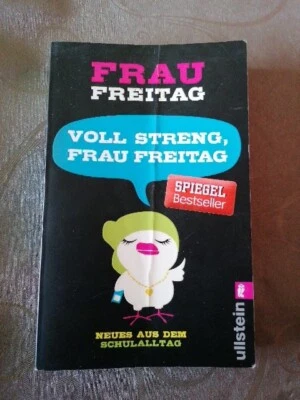 FRAU
FREITAG
VOLL STRENG,
FRAU FREITAG
SPIEGEL
Bestseller
NEUES AUS DEM
SCHULALLTAG
ullstein